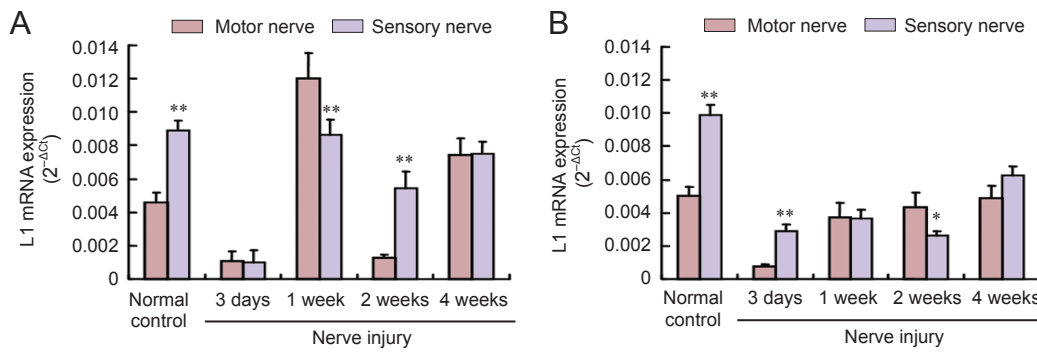 A
Motor nerve Sensory nerve
L1 mRNA expression
(2−ΔCt)
0.014
0.012
0.010
0.008
0.006
0.004
0.002
0
**
**
**
Normal control
3 days
1 week
2 weeks
4 weeks
Nerve injury
B
Motor nerve Sensory nerve
L1 mRNA expression
(2−ΔCt)
0.014
0.012
0.010
0.008
0.006
0.004
0.002
0
**
**
*
Normal control
3 days
1 week
2 weeks
4 weeks
Nerve injury